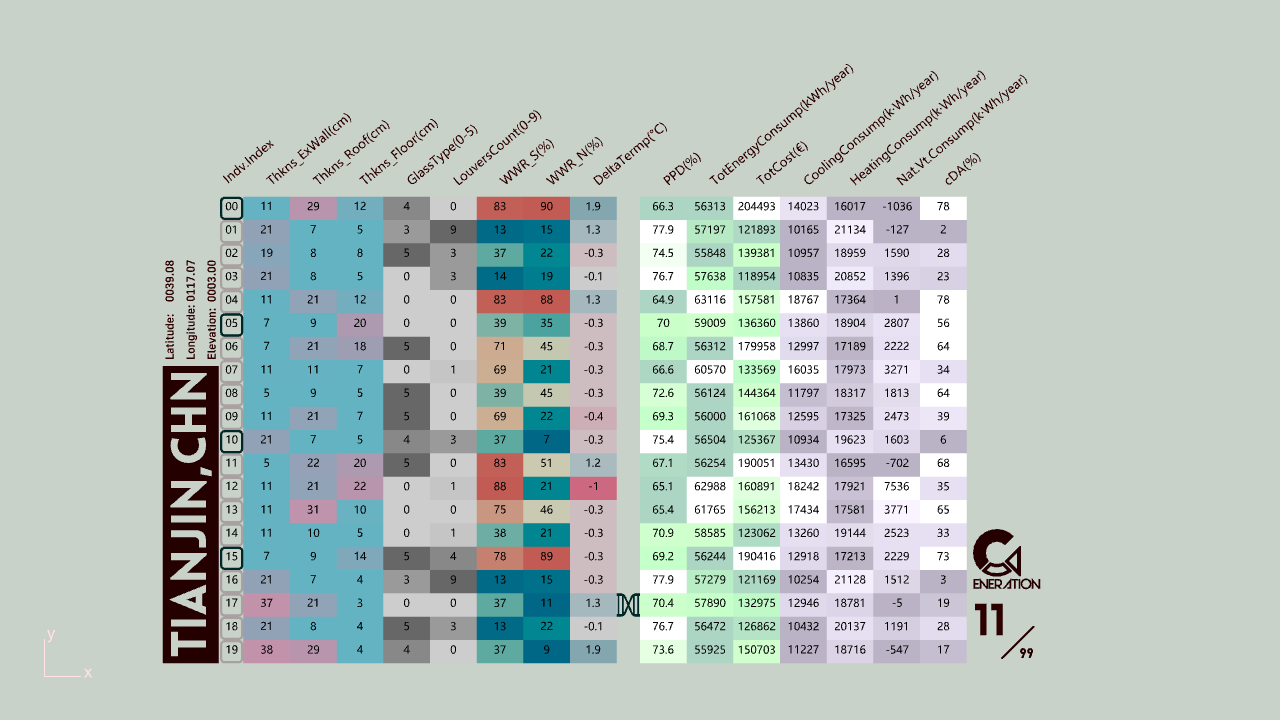 Indv.Index Thkns_ExWall(cm) Thkns_Roof(cm) Thkns_Floor(cm) GlassType(0-5) LouversCount(0-9) WWR_S(%) WWR_N(%) DeltaTermp(°C) PPD(%) TotEnergyConsump(kWh/year) TotCost(€) CoolingConsump(k·Wh/year) HeatingConsump(k·Wh/year) Nat.Vt.Consump(k·Wh/year) cDA(%)
00 11 29 12 4 0 83 90 1.9 66.3 56313 204493 14023 16017 -1036 78
01 21 7 5 3 9 13 15 1.3 77.9 57197 121893 10165 21134 -127 2
02 19 8 8 5 3 37 22 -0.3 74.5 55848 139381 10957 18959 1590 28
03 21 8 5 0 3 14 19 -0.1 76.7 57638 118954 10835 20852 1396 23
04 11 21 12 0 0 83 88 1.3 64.9 63116 157581 18767 17364 1 78
05 7 9 20 0 0 39 35 -0.3 70 59009 136360 13860 18904 2807 56
06 7 21 18 5 0 71 45 -0.3 68.7 56312 179958 12997 17189 2222 64
07 11 11 7 0 1 69 21 -0.3 66.6 60570 133569 16035 17973 3271 34
08 5 9 5 5 0 39 45 -0.3 72.6 56124 144364 11797 18317 1813 64
09 11 21 7 5 0 69 22 -0.4 69.3 56000 161068 12595 17325 2473 39
10 21 7 5 4 3 37 7 -0.3 75.4 56504 125367 10934 19623 1603 6
11 5 22 20 5 0 83 51 1.2 67.1 56254 190051 13430 16595 -702 68
12 11 21 22 0 1 88 21 -1 65.1 62988 160891 18242 17921 7536 35
13 11 31 10 0 0 75 46 -0.3 65.4 61765 156213 17434 17581 3771 65
14 11 10 5 0 1 38 21 -0.3 70.9 58585 123062 13260 19144 2523 33
15 7 9 14 5 4 78 89 -0.3 69.2 56244 190416 12918 17213 2229 73
16 21 7 4 3 9 13 15 -0.3 77.9 57279 121169 10254 21128 1512 3
17 37 21 3 0 0 37 11 1.3 70.4 57890 132975 12946 18781 -5 19
18 21 8 4 5 3 13 22 -0.1 76.7 56472 126862 10432 20137 1191 28
19 38 29 4 4 0 37 9 1.9 73.6 55925 150703 11227 18716 -547 17
Latitude: 0039.08
Longitude: 0117.07
Elevation: 0003.00
TIANJIN,CHN
ENERATION
11
99
y
x